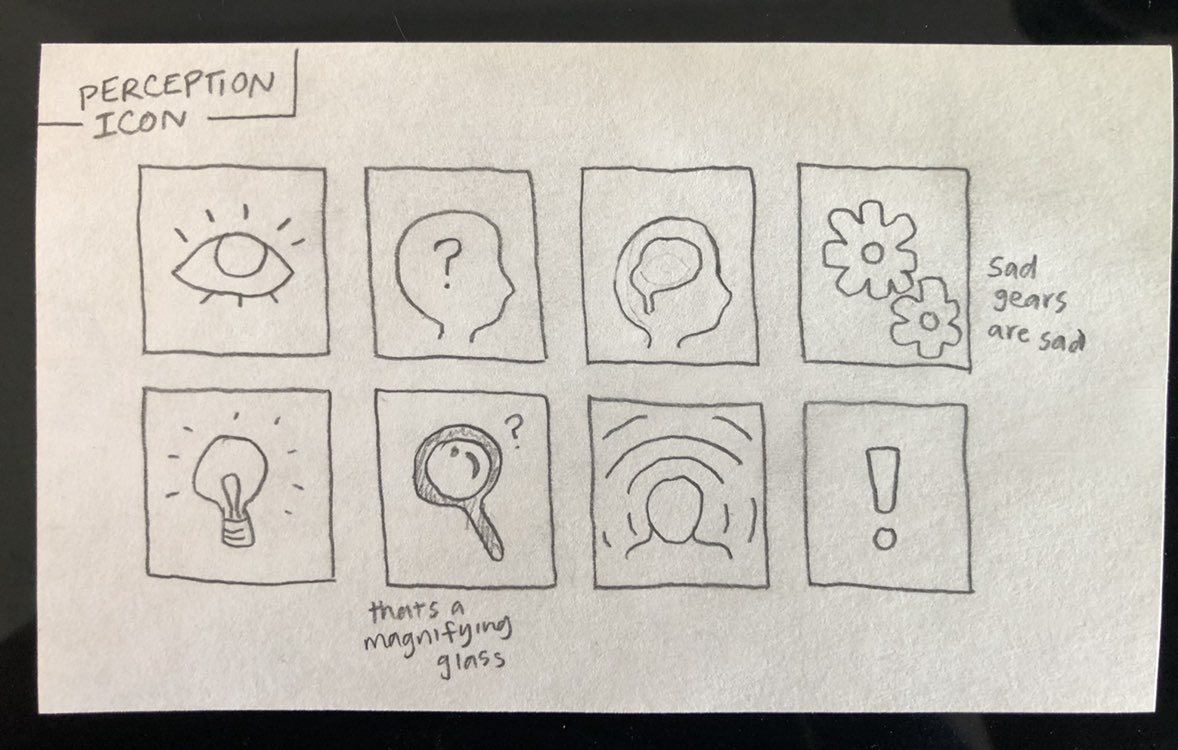 PERCEPTION
ICON
?
sad
gears
are sad
?
!
thats a
magnifying
glass